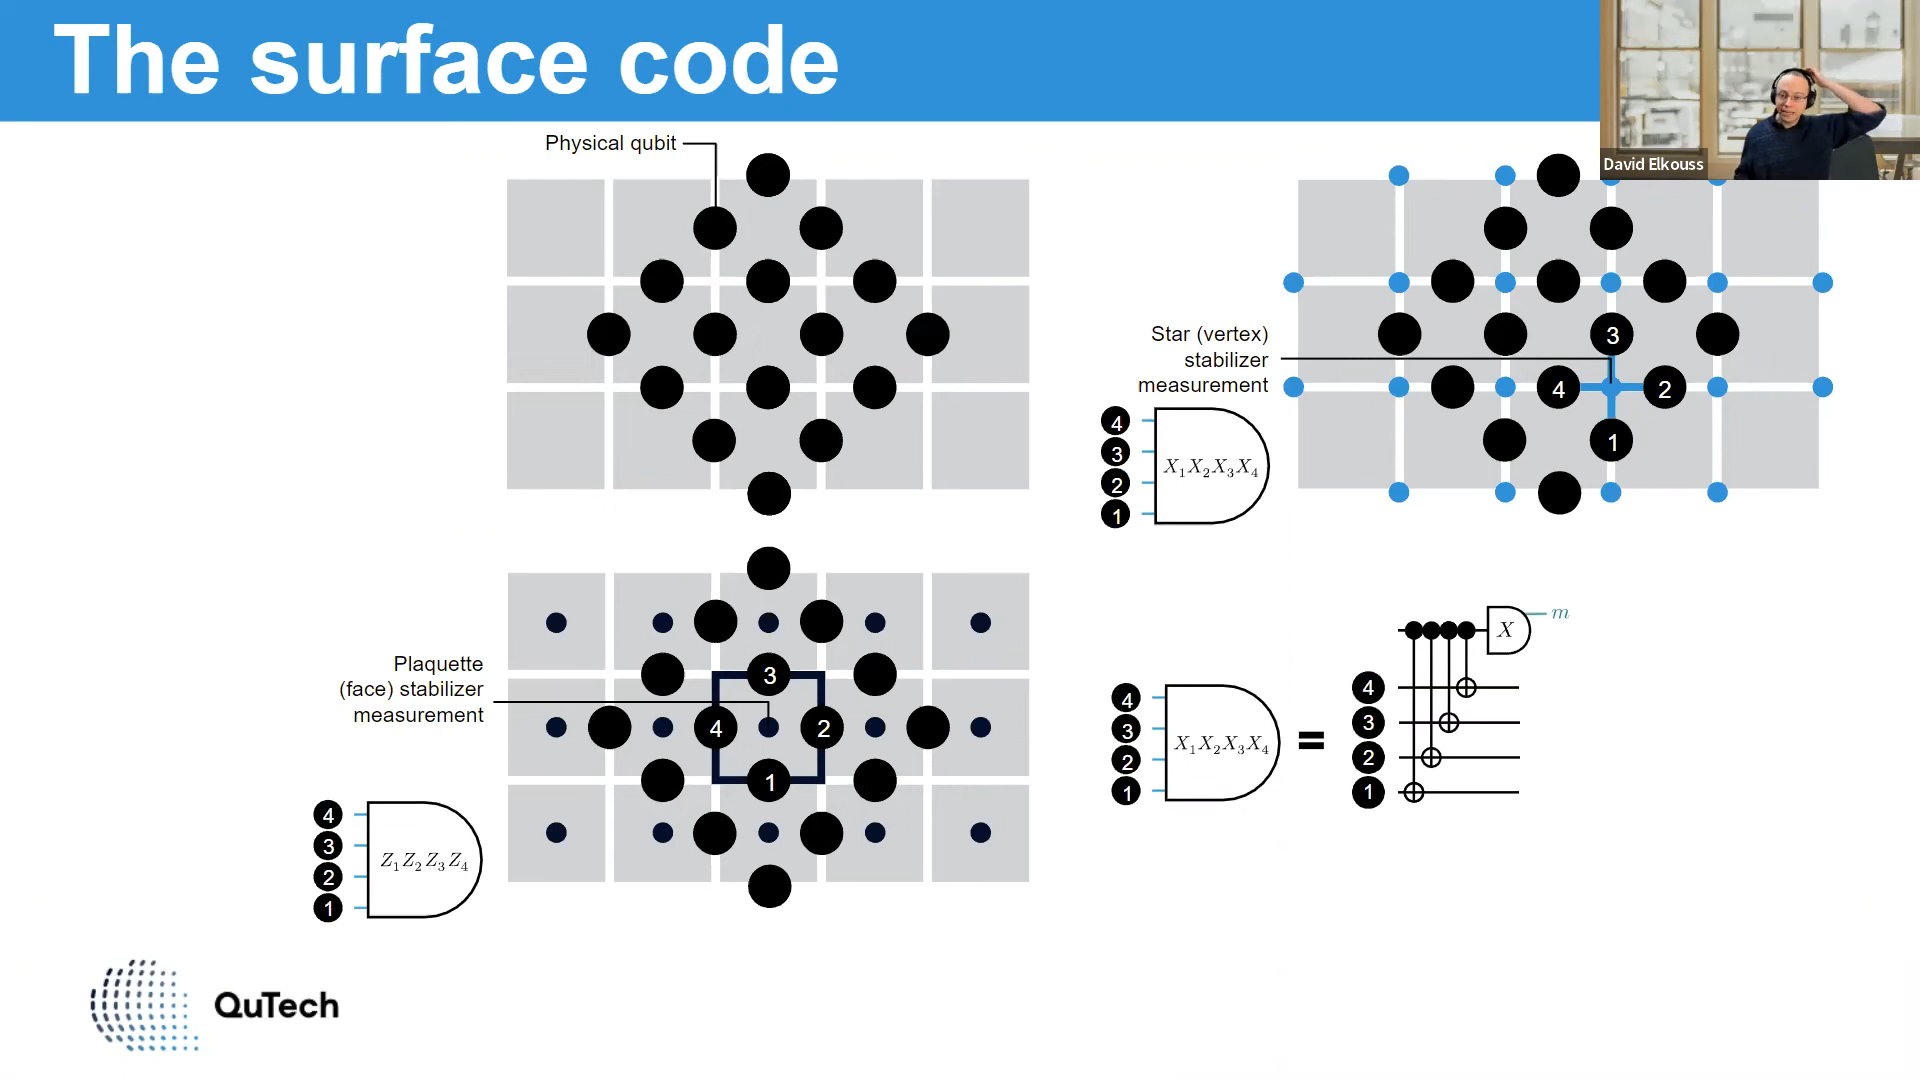 The surface code
David Elkouss
Physical qubit
Star (vertex)
stabilizer
measurement
3
4
2
1
4
3
2
1
X₁X₂X₃X₄
Plaquette
(face) stabilizer
measurement
3
4
2
1
4
3
2
1
Z₁Z₂Z₃Z₄
4
3
2
1
X₁X₂X₃X₄
=
X
m
4
3
2
1
QuTech